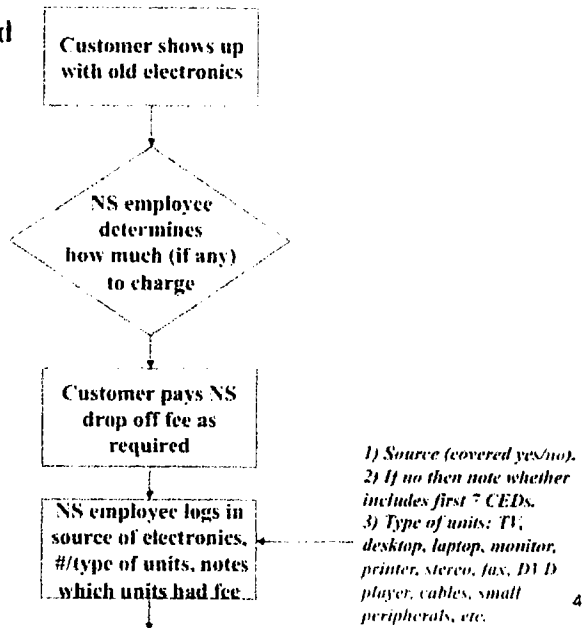 Customer shows up
with old electronics
NS employee
determines
how much (if any)
to charge
Customer pays NS
drop off fee as
required
NS employee logs in
source of electronics,
#/type of units, notes
which units had fee
1) Source (covered yes/no).
2) If no then note whether
includes first 7 CEDs.
3) Type of units: TV,
desktop, laptop, monitor,
printer, stereo, fax, DVD
player, cables, small
peripherals, etc.
4